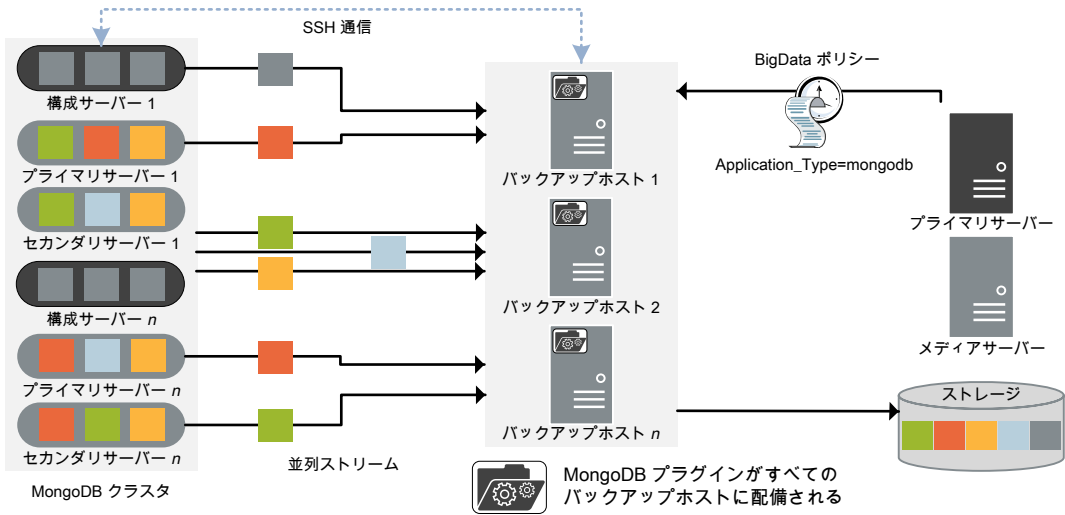 SSH 通信
構成サーバー 1
プライマリサーバー 1
セカンダリサーバー 1
構成サーバー n
プライマリサーバー n
セカンダリサーバー n
MongoDB クラスタ
並列ストリーム
バックアップホスト 1
バックアップホスト 2
バックアップホスト n
BigData ポリシー
Application_Type=mongodb
プライマリサーバー
メディアサーバー
ストレージ
MongoDB プラグインがすべての
バックアップホストに配備される